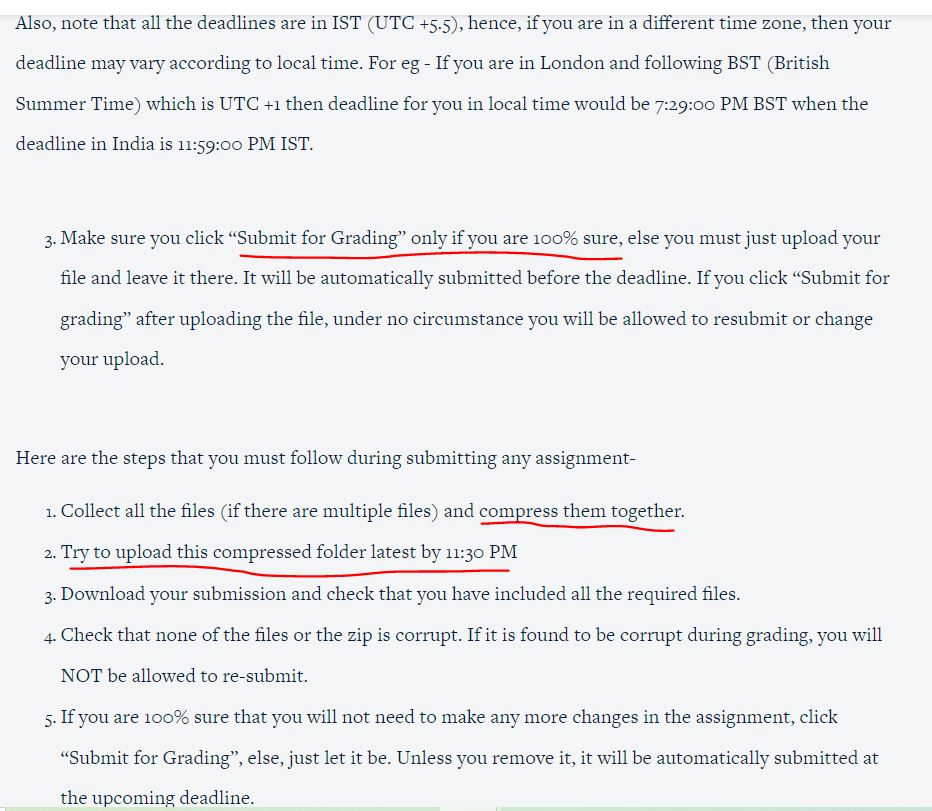 Also, note that all the deadlines are in IST (UTC +5.5), hence, if you are in a different time zone, then your
deadline may vary according to local time. For eg - If you are in London and following BST (British
Summer Time) which is UTC +1 then deadline for you in local time would be 7:29:00 PM BST when the
deadline in India is 11:59:00 PM IST.
3. Make sure you click “Submit for Grading” only if you are 100% sure, else you must just upload your
file and leave it there. It will be automatically submitted before the deadline. If you click “Submit for
grading” after uploading the file, under no circumstance you will be allowed to resubmit or change
your upload.
Here are the steps that you must follow during submitting any assignment-
1. Collect all the files (if there are multiple files) and compress them together.
2. Try to upload this compressed folder latest by 11:30 PM
3. Download your submission and check that you have included all the required files.
4. Check that none of the files or the zip is corrupt. If it is found to be corrupt during grading, you will
NOT be allowed to re-submit.
5. If you are 100% sure that you will not need to make any more changes in the assignment, click
“Submit for Grading”, else, just let it be. Unless you remove it, it will be automatically submitted at
the upcoming deadline.